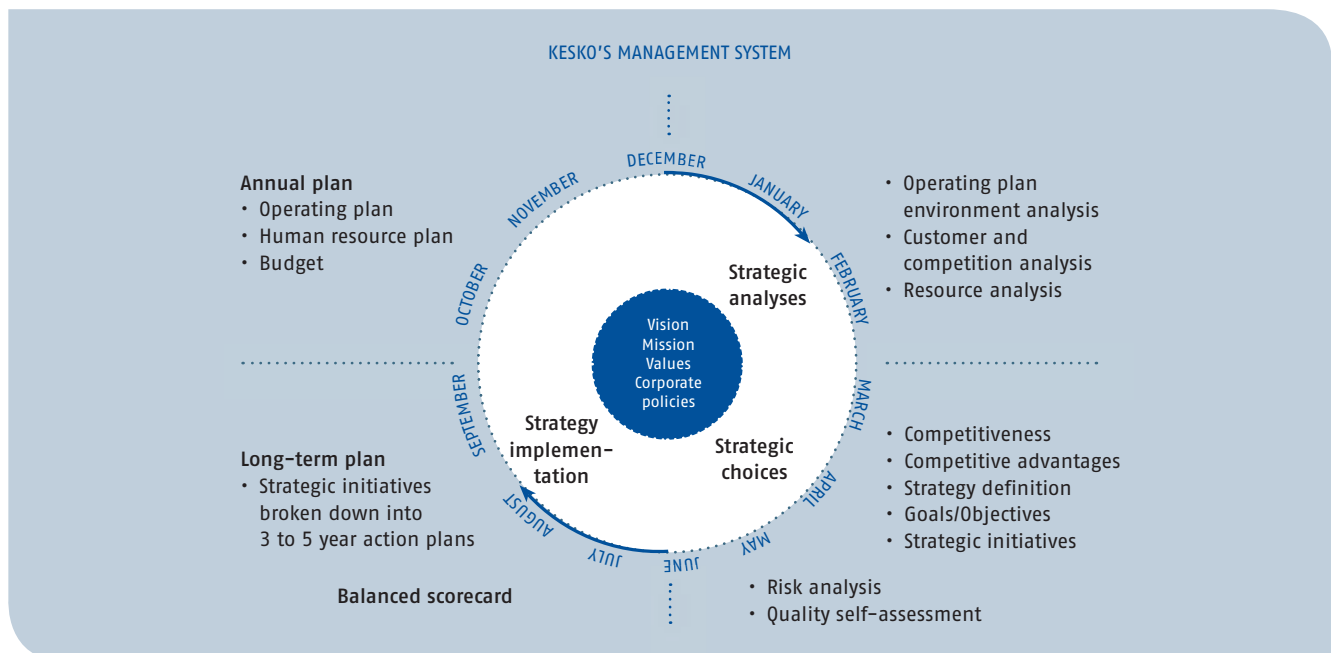 KESKO'S MANAGEMENT SYSTEM
DECEMBER
JANUARY
FEBRUARY
MARCH
APRIL
MAY
JUNE
JULY
AUGUST
SEPTEMBER
OCTOBER
NOVEMBER
Annual plan
• Operating plan
• Human resource plan
• Budget
• Operating plan
environment analysis
• Customer and
competition analysis
• Resource analysis
Strategic
analyses
Vision
Mission
Values
Corporate
policies
Strategy
implemen-
tation
Strategic
choices
Long-term plan
• Strategic initiatives
broken down into
3 to 5 year action plans
• Competitiveness
• Competitive advantages
• Strategy definition
• Goals/Objectives
• Strategic initiatives
Balanced scorecard
• Risk analysis
• Quality self-assessment